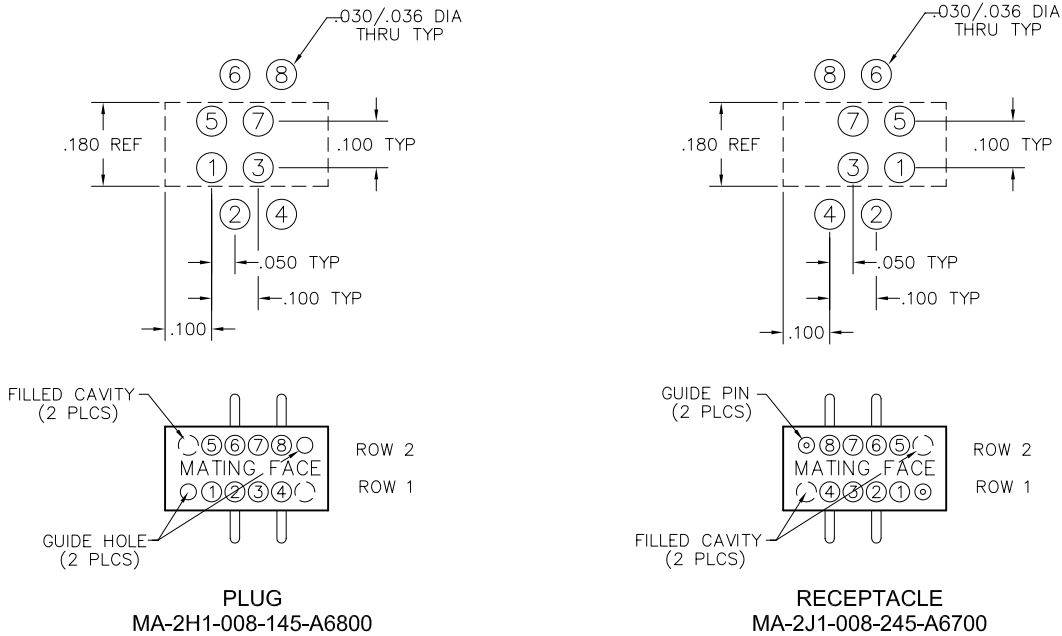 .030/.036 DIA
THRU TYP
6 8
5 7
.180 REF
.100 TYP
1 3
2 4
.050 TYP
.100 TYP
.100
FILLED CAVITY
(2 PLCS)
5 6 7 8
ROW 2
MATING FACE
1 2 3 4
ROW 1
GUIDE HOLE
(2 PLCS)
PLUG
MA-2H1-008-145-A6800
.030/.036 DIA
THRU TYP
8 6
7 5
.180 REF
.100 TYP
3 1
4 2
.050 TYP
.100 TYP
.100
GUIDE PIN
(2 PLCS)
8 7 6 5
ROW 2
MATING FACE
4 3 2 1
ROW 1
FILLED CAVITY
(2 PLCS)
RECEPTACLE
MA-2J1-008-245-A6700